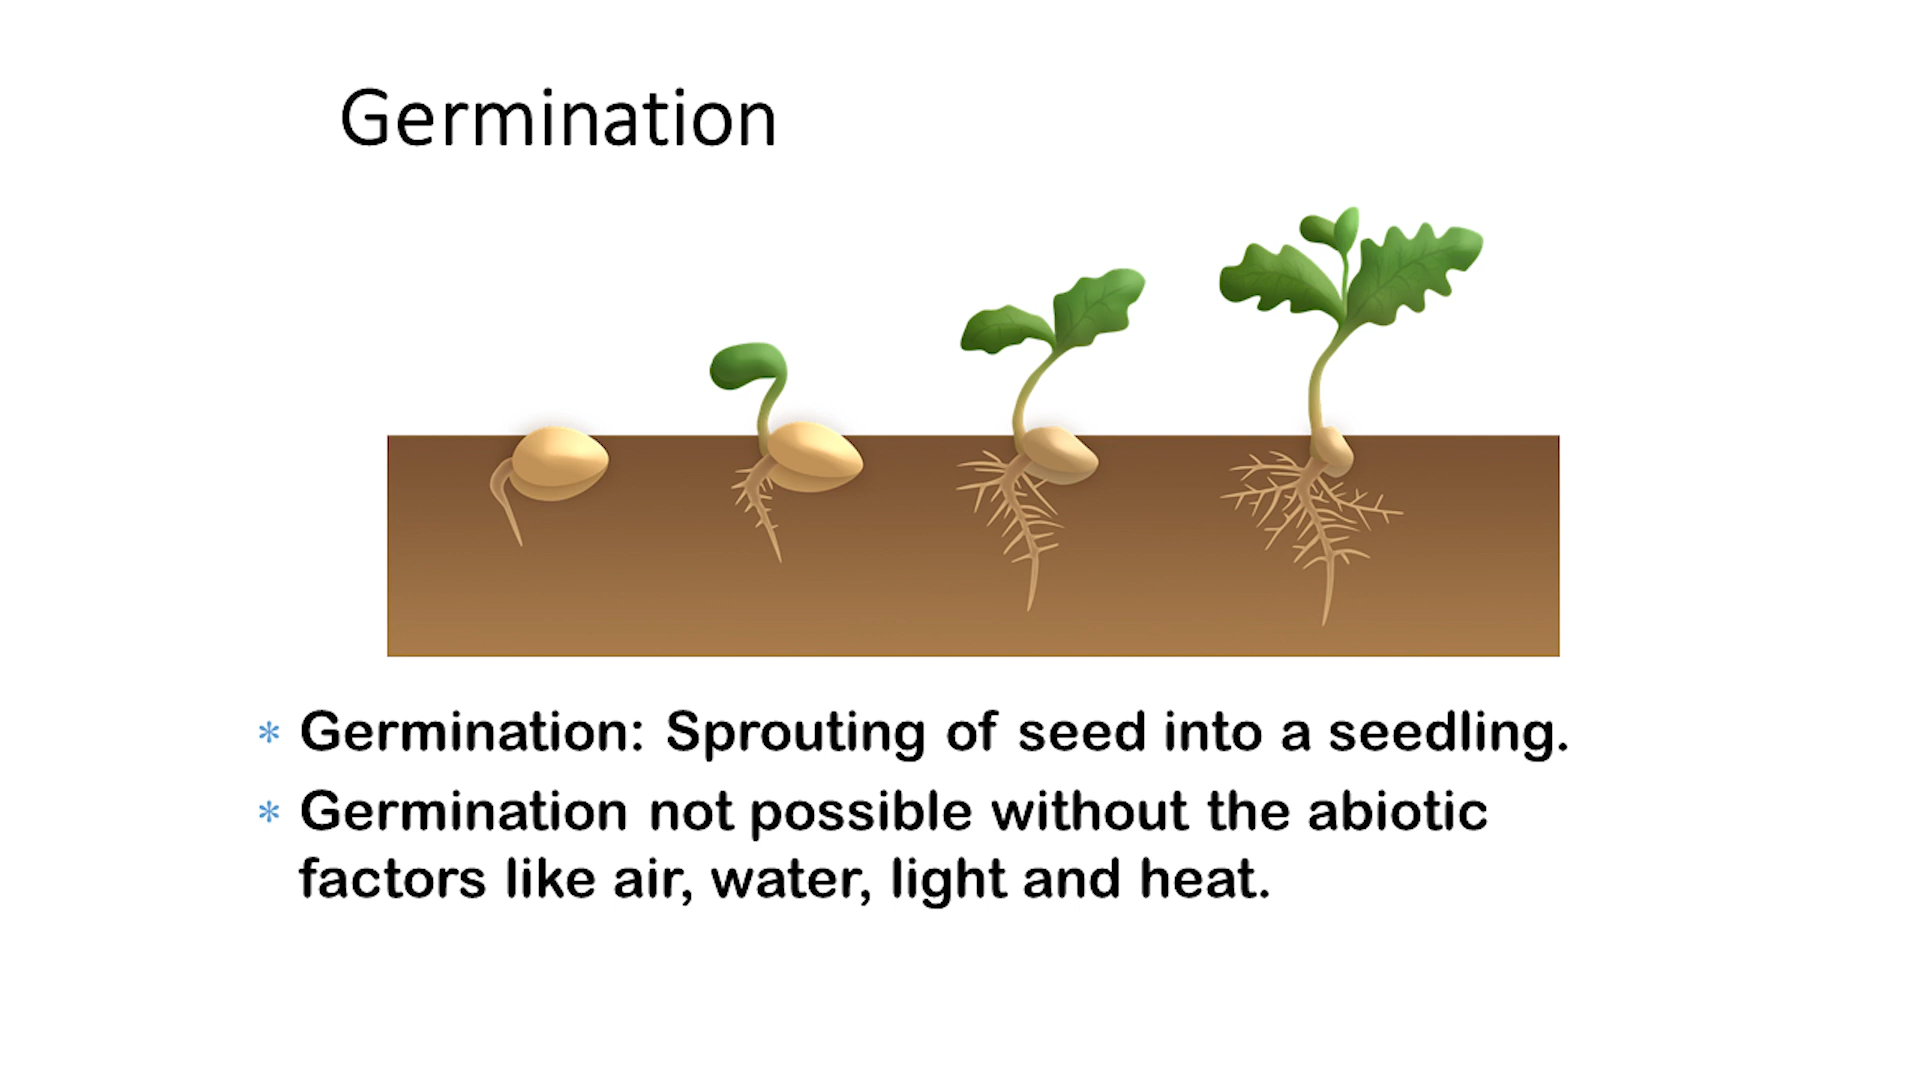 Germination
* Germination: Sprouting of seed into a seedling.
* Germination not possible without the abiotic
factors like air, water, light and heat.